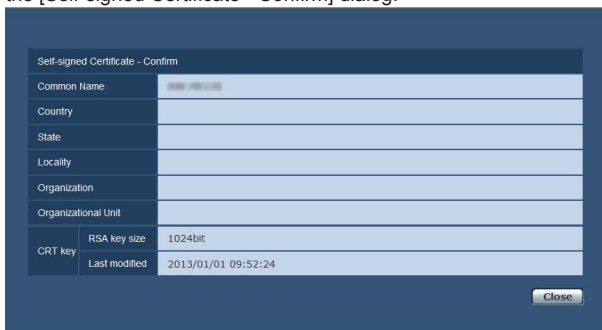 the [Self-signed Certificate - Confirm] dialog.
Self-signed Certificate - Confirm
Common Name
Country
State
Locality
Organization
Organizational Unit
CRT key
RSA key size 1024bit
Last modified 2013/01/01 09:52:24
Close